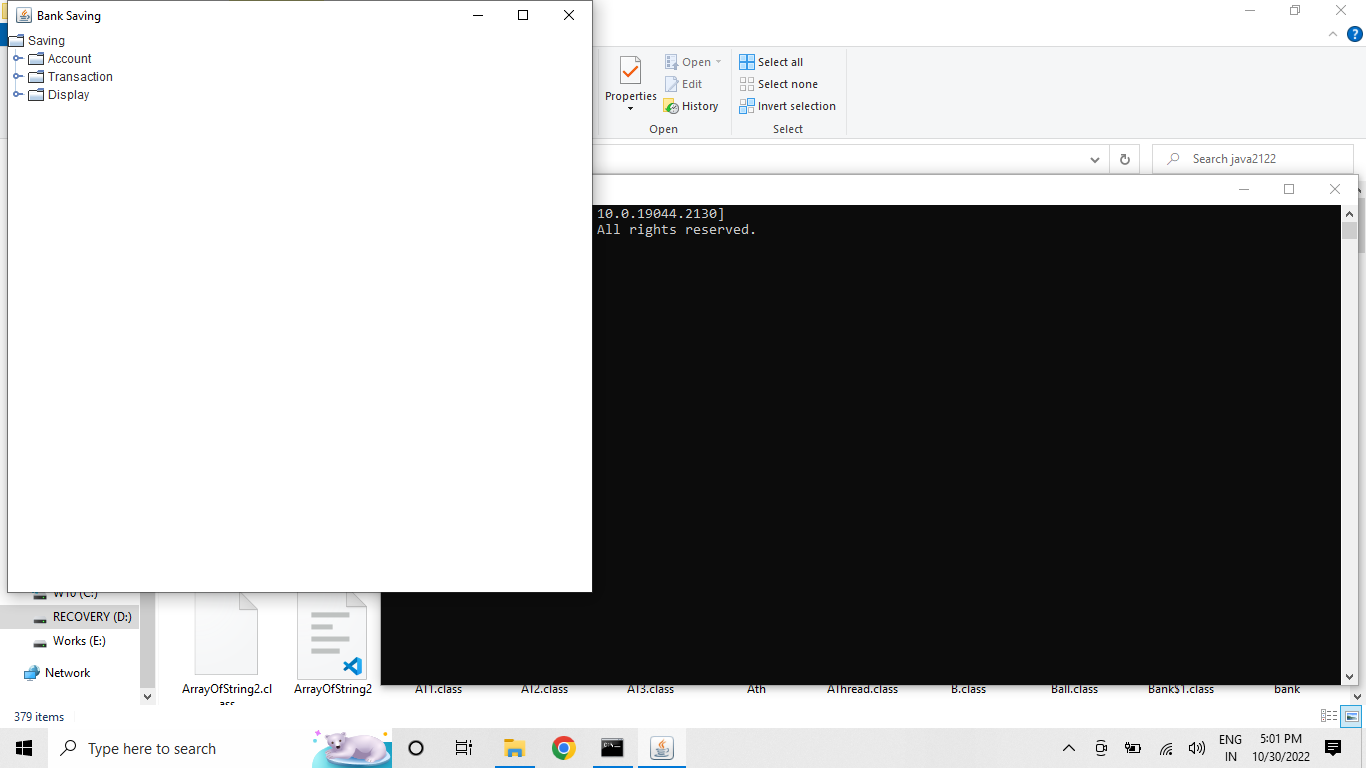 Bank Saving
Saving
Account
Transaction
Display
Properties
Open
Edit
History
Open
Select all
Select none
Invert selection
Select
Search java2122
10.0.19044.2130]
All rights reserved.
W10 (C:)
RECOVERY (D:)
Works (E:)
Network
ArrayOfString2.cl
ass
ArrayOfString2
AT1.class
AT2.class
AT3.class
Ath
AThread.class
B.class
Ball.class
Bank$1.class
bank
379 items
Type here to search
ENG
IN
5:01 PM
10/30/2022